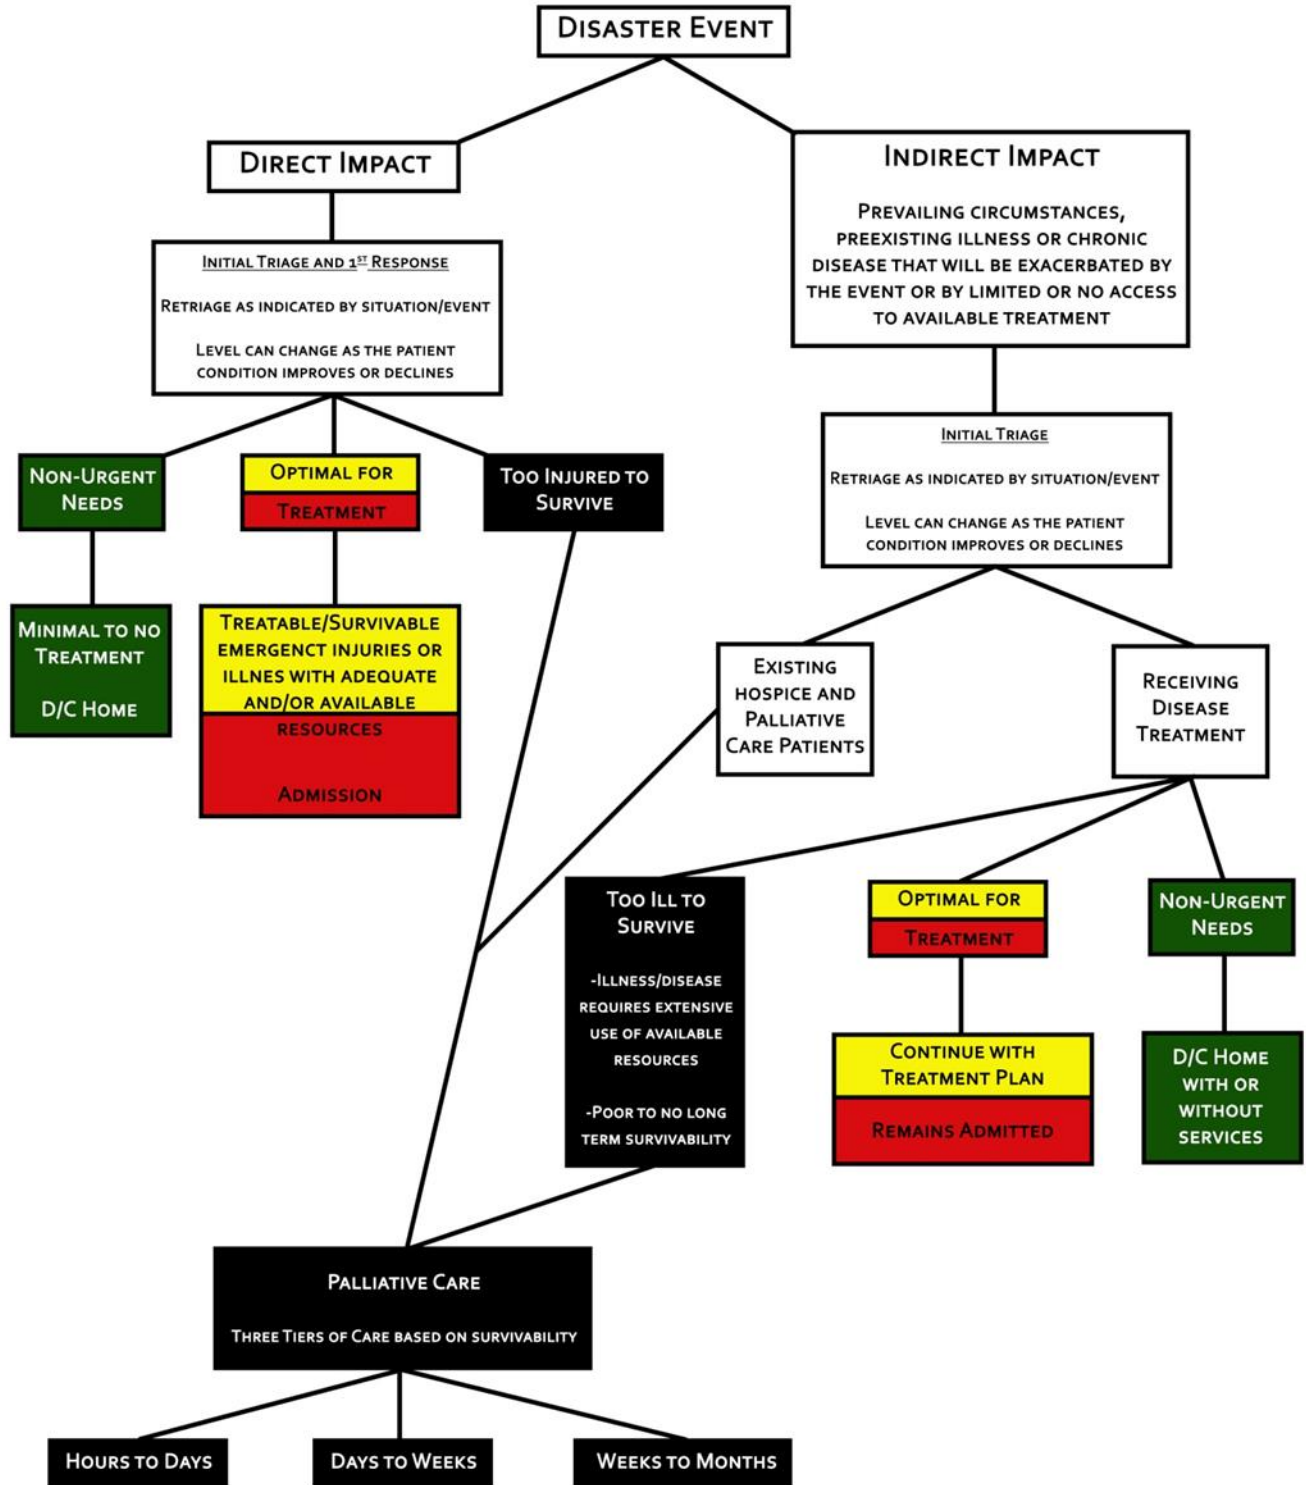 Disaster Event
Direct Impact
Indirect Impact
Prevailing circumstances,
preexisting illness or chronic
disease that will be exacerbated by
the event or by limited or no access
to available treatment
Initial Triage and 1st Response
Retriage as indicated by situation/event
Level can change as the patient
condition improves or declines
Initial Triage
Retriage as indicated by situation/event
Level can change as the patient
condition improves or declines
Non-Urgent
Needs
Optimal for
Treatment
Too Injured to
Survive
Minimal to no
Treatment
D/C Home
Treatable/Survivable
emergenct injuries or
illnes with adequate
and/or available
resources
Admission
Existing
hospice and
Palliative
Care Patients
Receiving
Disease
Treatment
Too Ill to
Survive
-Illness/disease
requires extensive
use of available
resources
-Poor to no long
term survivability
Optimal for
Treatment
Non-Urgent
Needs
Continue with
Treatment Plan
Remains Admitted
D/C Home
with or
without
services
Palliative Care
Three Tiers of Care based on survivability
Hours to Days
Days to Weeks
Weeks to Months